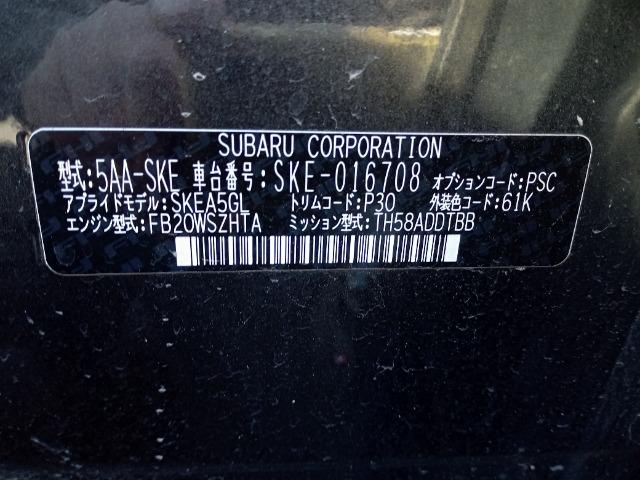 SUBARU CORPORATION
型式:5AA-SKE 車台番号:SKE-016708 オプションコード:PSC
アプライドモデル:SKEA5GL トリムコード:P30 外装色コード:61K
エンジン型式:FB20WSZHTA ミッション型式:TH58ADDTBB